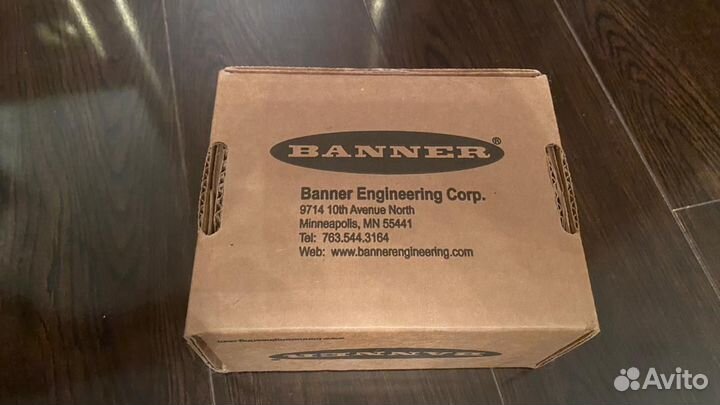 BANNER®
Banner Engineering Corp.
9714 10th Avenue North
Minneapolis, MN 55441
Tel: 763.544.3164
Web: www.bannerengineering.com
BANNER
Avito